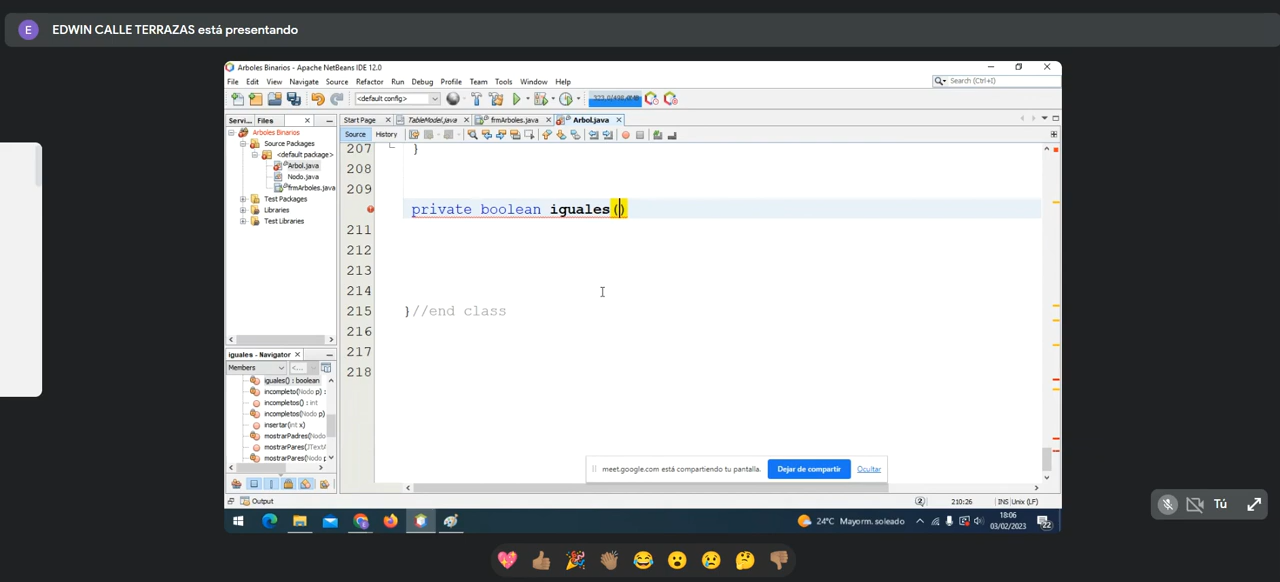 E EDWIN CALLE TERRAZAS está presentando
Arboles Binarios - Apache NetBeans IDE 12.0
File Edit View Navigate Source Refactor Run Debug Profile Team Tools Window Help
Search (Ctrl+I)
<default config>
Servi... Files
Start Page TableModel.java frmArboles.java Arbol.java
Source History
Arboles Binarios
Source Packages
<default package>
Arbol.java
Nodo.java
frmArboles.java
Test Packages
Libraries
Test Libraries
207 }
208
209
private boolean iguales()
211
212
213
214
215 }//end class
216
217
218
iguales - Navigator
Members
iguales() : boolean
incompleto(Nodo p) :
incompletos() : int
incompletos(Nodo p)
insertar(int x)
mostrarPadres(Nodo
mostrarPares(JTextA
mostrarPares(Nodo p
meet.google.com está compartiendo tu pantalla. Dejar de compartir Ocultar
Output
2 210:26 INS Unix (LF)
24°C Mayorm. soleado
18:06
03/02/2023
22
Tú